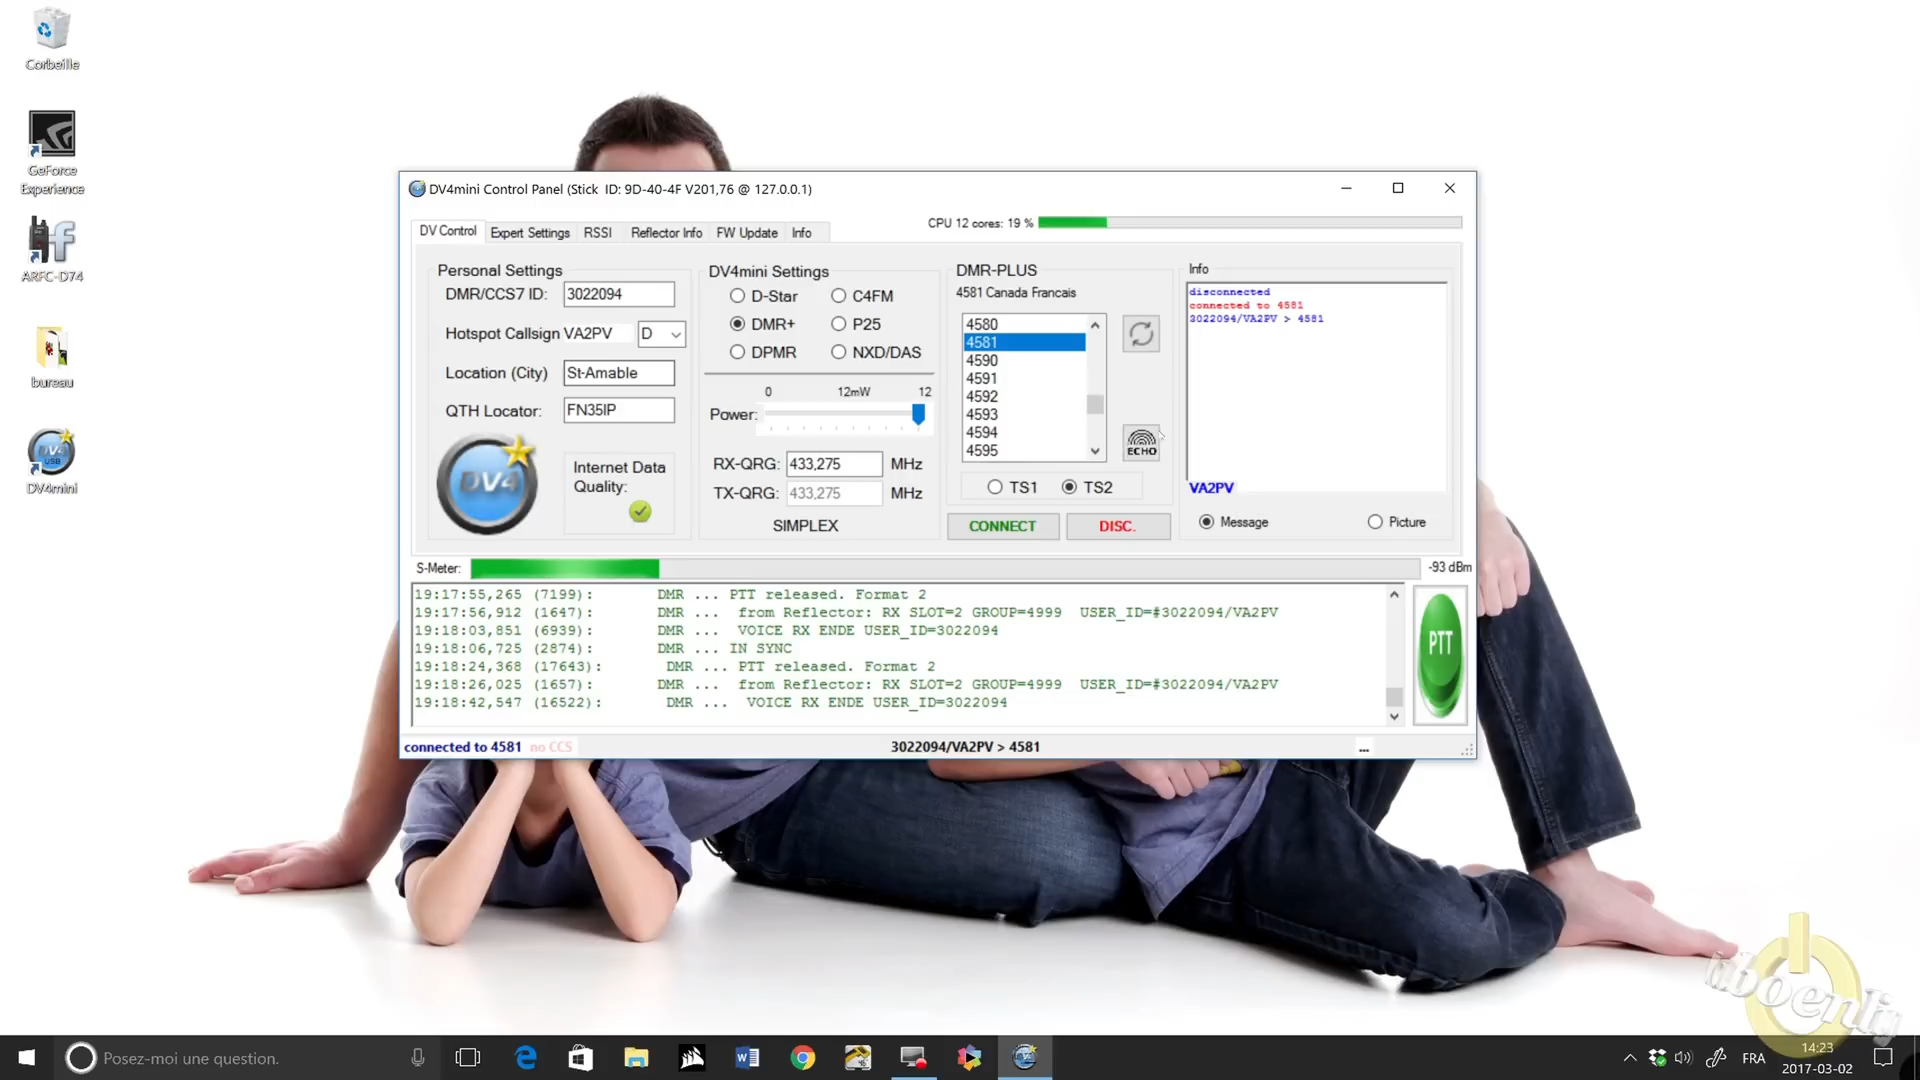 Corbeille
GeForce
Experience
ARFC-D74
bureau
DV4mini
DV4mini Control Panel (Stick ID: 9D-40-4F V201,76 @ 127.0.0.1)
CPU 12 cores: 19 %
DV Control Expert Settings RSSI Reflector Info FW Update Info
Personal Settings
DMR/CCS7 ID: 3022094
Hotspot Callsign VA2PV D
Location (City) St-Amable
QTH Locator: FN35IP
DV4
Internet Data
Quality:
DV4mini Settings
D-Star C4FM
DMR+ P25
DPMR NXD/DAS
0 12mW 12
Power:
RX-QRG: 433,275 MHz
TX-QRG: 433,275 MHz
SIMPLEX
DMR-PLUS
4581 Canada Francais
4580
4581
4590
4591
4592
4593
4594
4595
ECHO
TS1 TS2
CONNECT DISC.
Info
disconnected
connected to 4581
3022094/VA2PV > 4581
VA2PV
Message Picture
S-Meter: -93 dBm
19:17:55,265 (7199): DMR ... PTT released. Format 2
19:17:56,912 (1647): DMR ... from Reflector: RX SLOT=2 GROUP=4999 USER_ID=#3022094/VA2PV
19:18:03,851 (6939): DMR ... VOICE RX ENDE USER_ID=3022094
19:18:06,725 (2874): DMR ... IN SYNC
19:18:24,368 (17643): DMR ... PTT released. Format 2
19:18:26,025 (1657): DMR ... from Reflector: RX SLOT=2 GROUP=4999 USER_ID=#3022094/VA2PV
19:18:42,547 (16522): DMR ... VOICE RX ENDE USER_ID=3022094
PTT
connected to 4581 no CCS 3022094/VA2PV > 4581 ...
Posez-moi une question.
FRA
14:23
2017-03-02